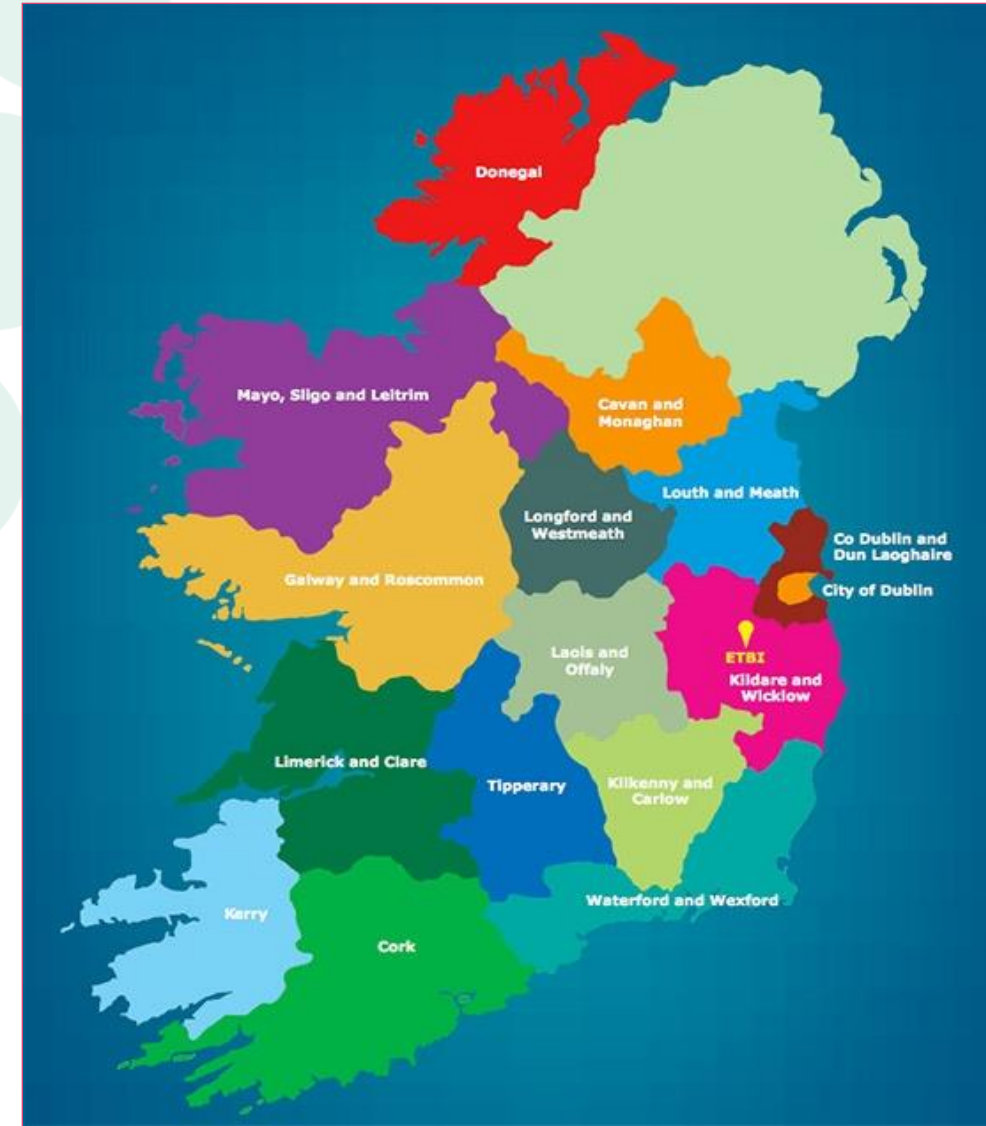 Donegal
Mayo, Sligo and Leitrim
Cavan and
Monaghan
Louth and Meath
Longford and
Westmeath
Co Dublin and
Dun Laoghaire
Galway and Roscommon
City of Dublin
Laois and
Offaly
ETBI
Kildare and
Wicklow
Limerick and Clare
Tipperary
Kilkenny and
Carlow
Waterford and Wexford
Kerry
Cork